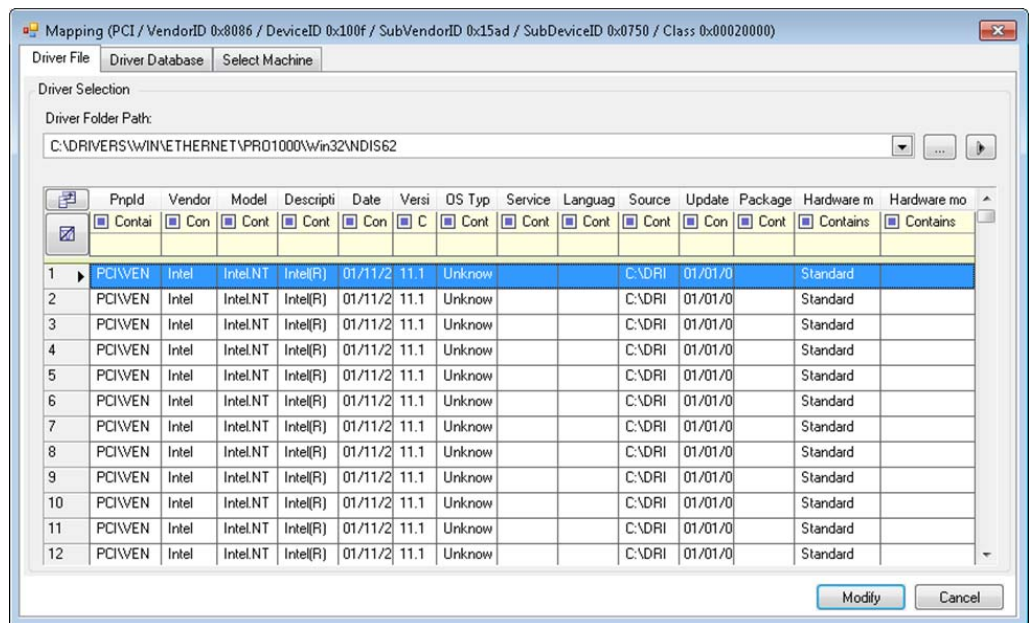 Mapping (PCI / VendorID 0x8086 / DeviceID 0x100f / SubVendorID 0x15ad / SubDeviceID 0x0750 / Class 0x00020000)
Driver File Driver Database Select Machine
Driver Selection
Driver Folder Path:
C:\DRIVERS\WIN\ETHERNET\PRO1000\Win32\NDIS62 ...
PnpId Vendor Model Descripti Date Versi OS Typ Service Languag Source Update Package Hardware m Hardware mo
Contai Con Cont Cont Con C Cont Cont Cont Cont Con Cont Contains Contains
1 PCI\VEN Intel Intel.NT Intel(R) 01/11/2 11.1 Unknow C:\DRI 01/01/0 Standard
2 PCI\VEN Intel Intel.NT Intel(R) 01/11/2 11.1 Unknow C:\DRI 01/01/0 Standard
3 PCI\VEN Intel Intel.NT Intel(R) 01/11/2 11.1 Unknow C:\DRI 01/01/0 Standard
4 PCI\VEN Intel Intel.NT Intel(R) 01/11/2 11.1 Unknow C:\DRI 01/01/0 Standard
5 PCI\VEN Intel Intel.NT Intel(R) 01/11/2 11.1 Unknow C:\DRI 01/01/0 Standard
6 PCI\VEN Intel Intel.NT Intel(R) 01/11/2 11.1 Unknow C:\DRI 01/01/0 Standard
7 PCI\VEN Intel Intel.NT Intel(R) 01/11/2 11.1 Unknow C:\DRI 01/01/0 Standard
8 PCI\VEN Intel Intel.NT Intel(R) 01/11/2 11.1 Unknow C:\DRI 01/01/0 Standard
9 PCI\VEN Intel Intel.NT Intel(R) 01/11/2 11.1 Unknow C:\DRI 01/01/0 Standard
10 PCI\VEN Intel Intel.NT Intel(R) 01/11/2 11.1 Unknow C:\DRI 01/01/0 Standard
11 PCI\VEN Intel Intel.NT Intel(R) 01/11/2 11.1 Unknow C:\DRI 01/01/0 Standard
12 PCI\VEN Intel Intel.NT Intel(R) 01/11/2 11.1 Unknow C:\DRI 01/01/0 Standard
Modify Cancel